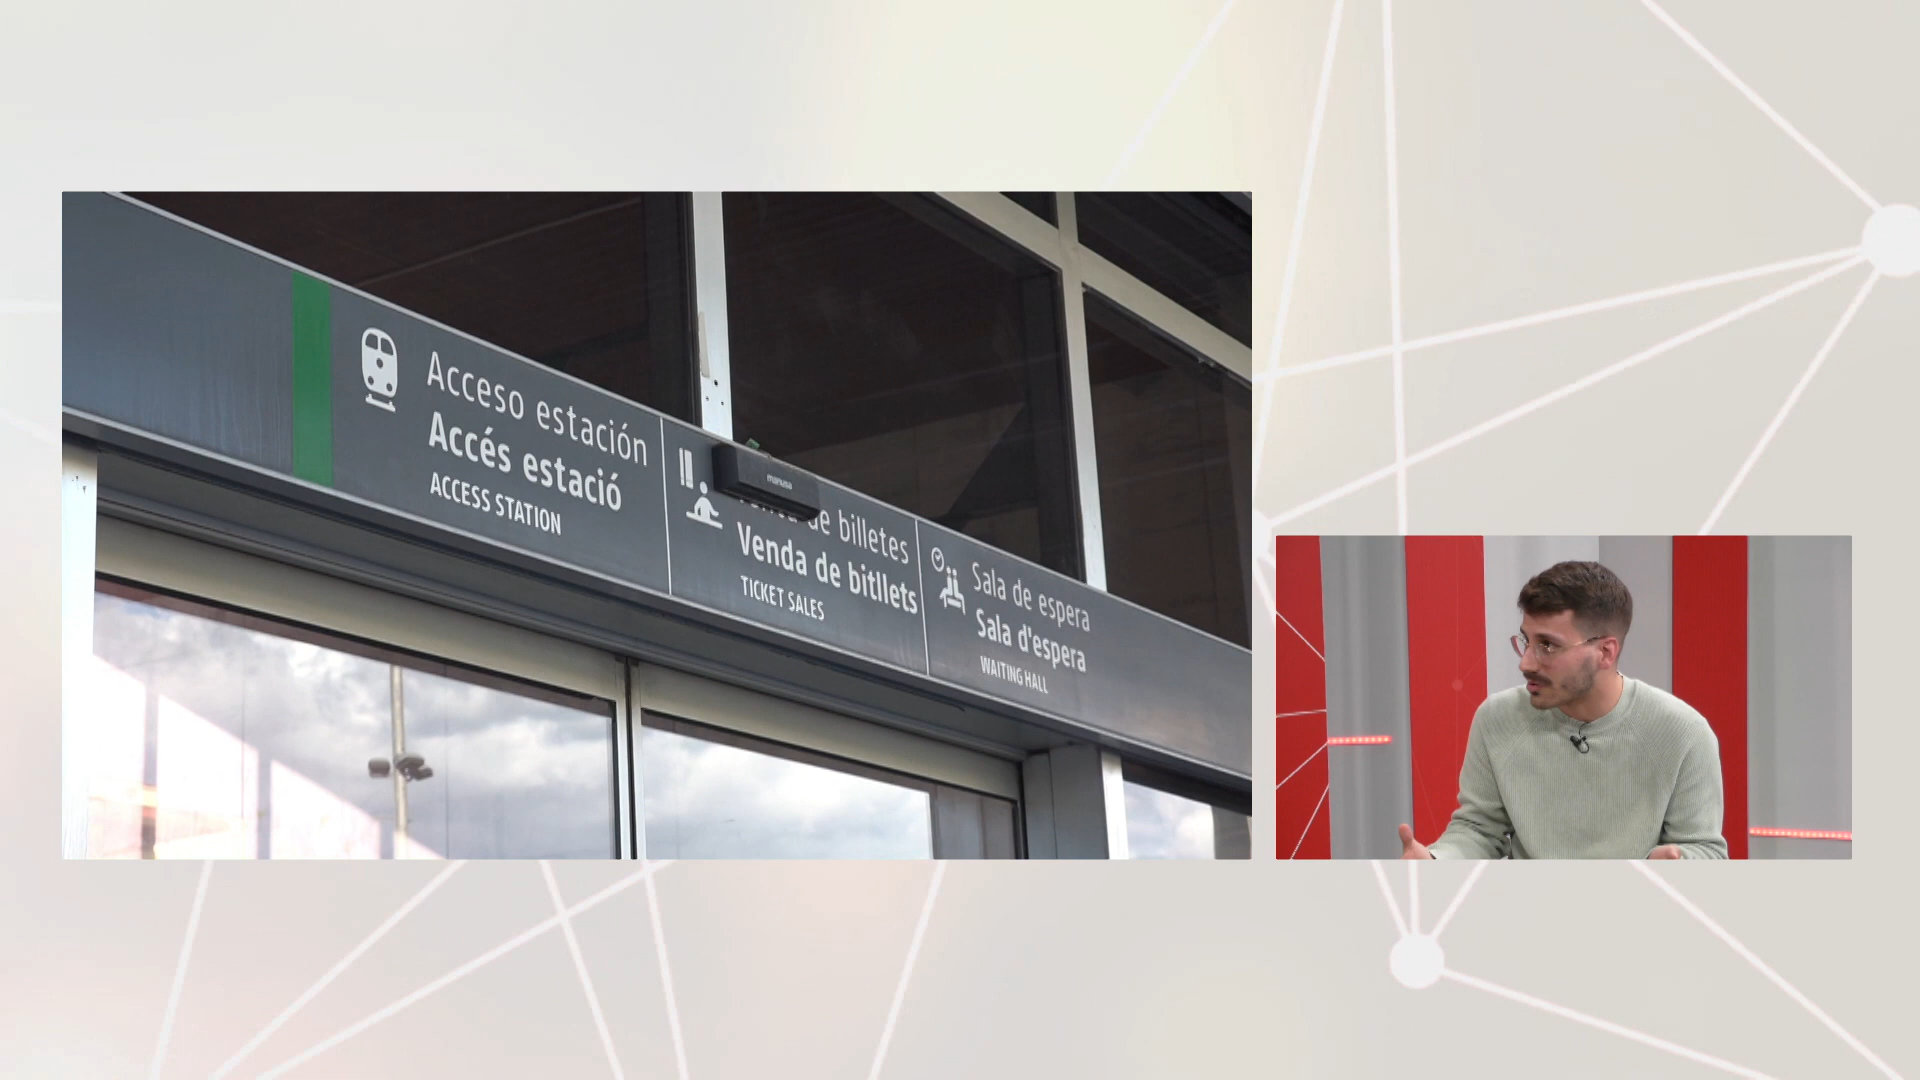 Acceso estación
Accés estació
ACCESS STATION
manusa
de billetes
Venda de bitllets
TICKET SALES
Sala de espera
Sala d'espera
WAITING HALL